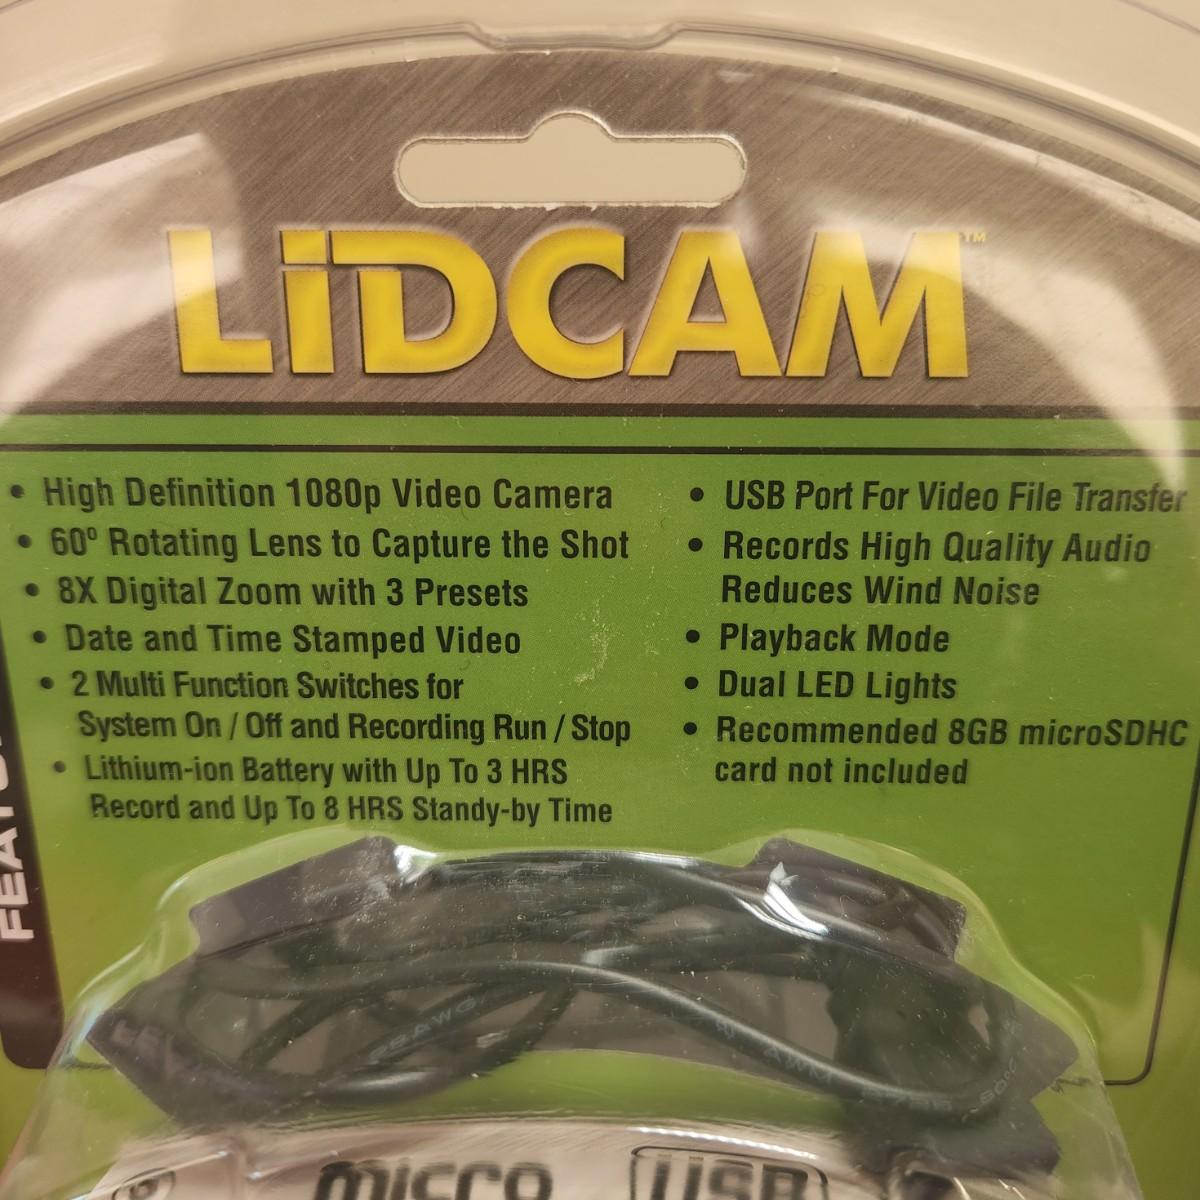 LiDCAM™
• High Definition 1080p Video Camera
• 60º Rotating Lens to Capture the Shot
• 8X Digital Zoom with 3 Presets
• Date and Time Stamped Video
• 2 Multi Function Switches for
System On / Off and Recording Run / Stop
• Lithium-ion Battery with Up To 3 HRS
Record and Up To 8 HRS Standy-by Time
• USB Port For Video File Transfer
• Records High Quality Audio
Reduces Wind Noise
• Playback Mode
• Dual LED Lights
• Recommended 8GB microSDHC
card not included
28AWG
AWM
80°C
micro
USB